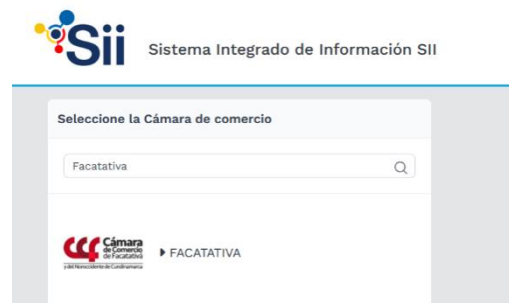 Sii
Sistema Integrado de Información SII
Seleccione la Cámara de comercio
Facatativa
Cámara
de Comercio
de Facatativá
y del Noroccidente de Cundinamarca
FACATATIVA